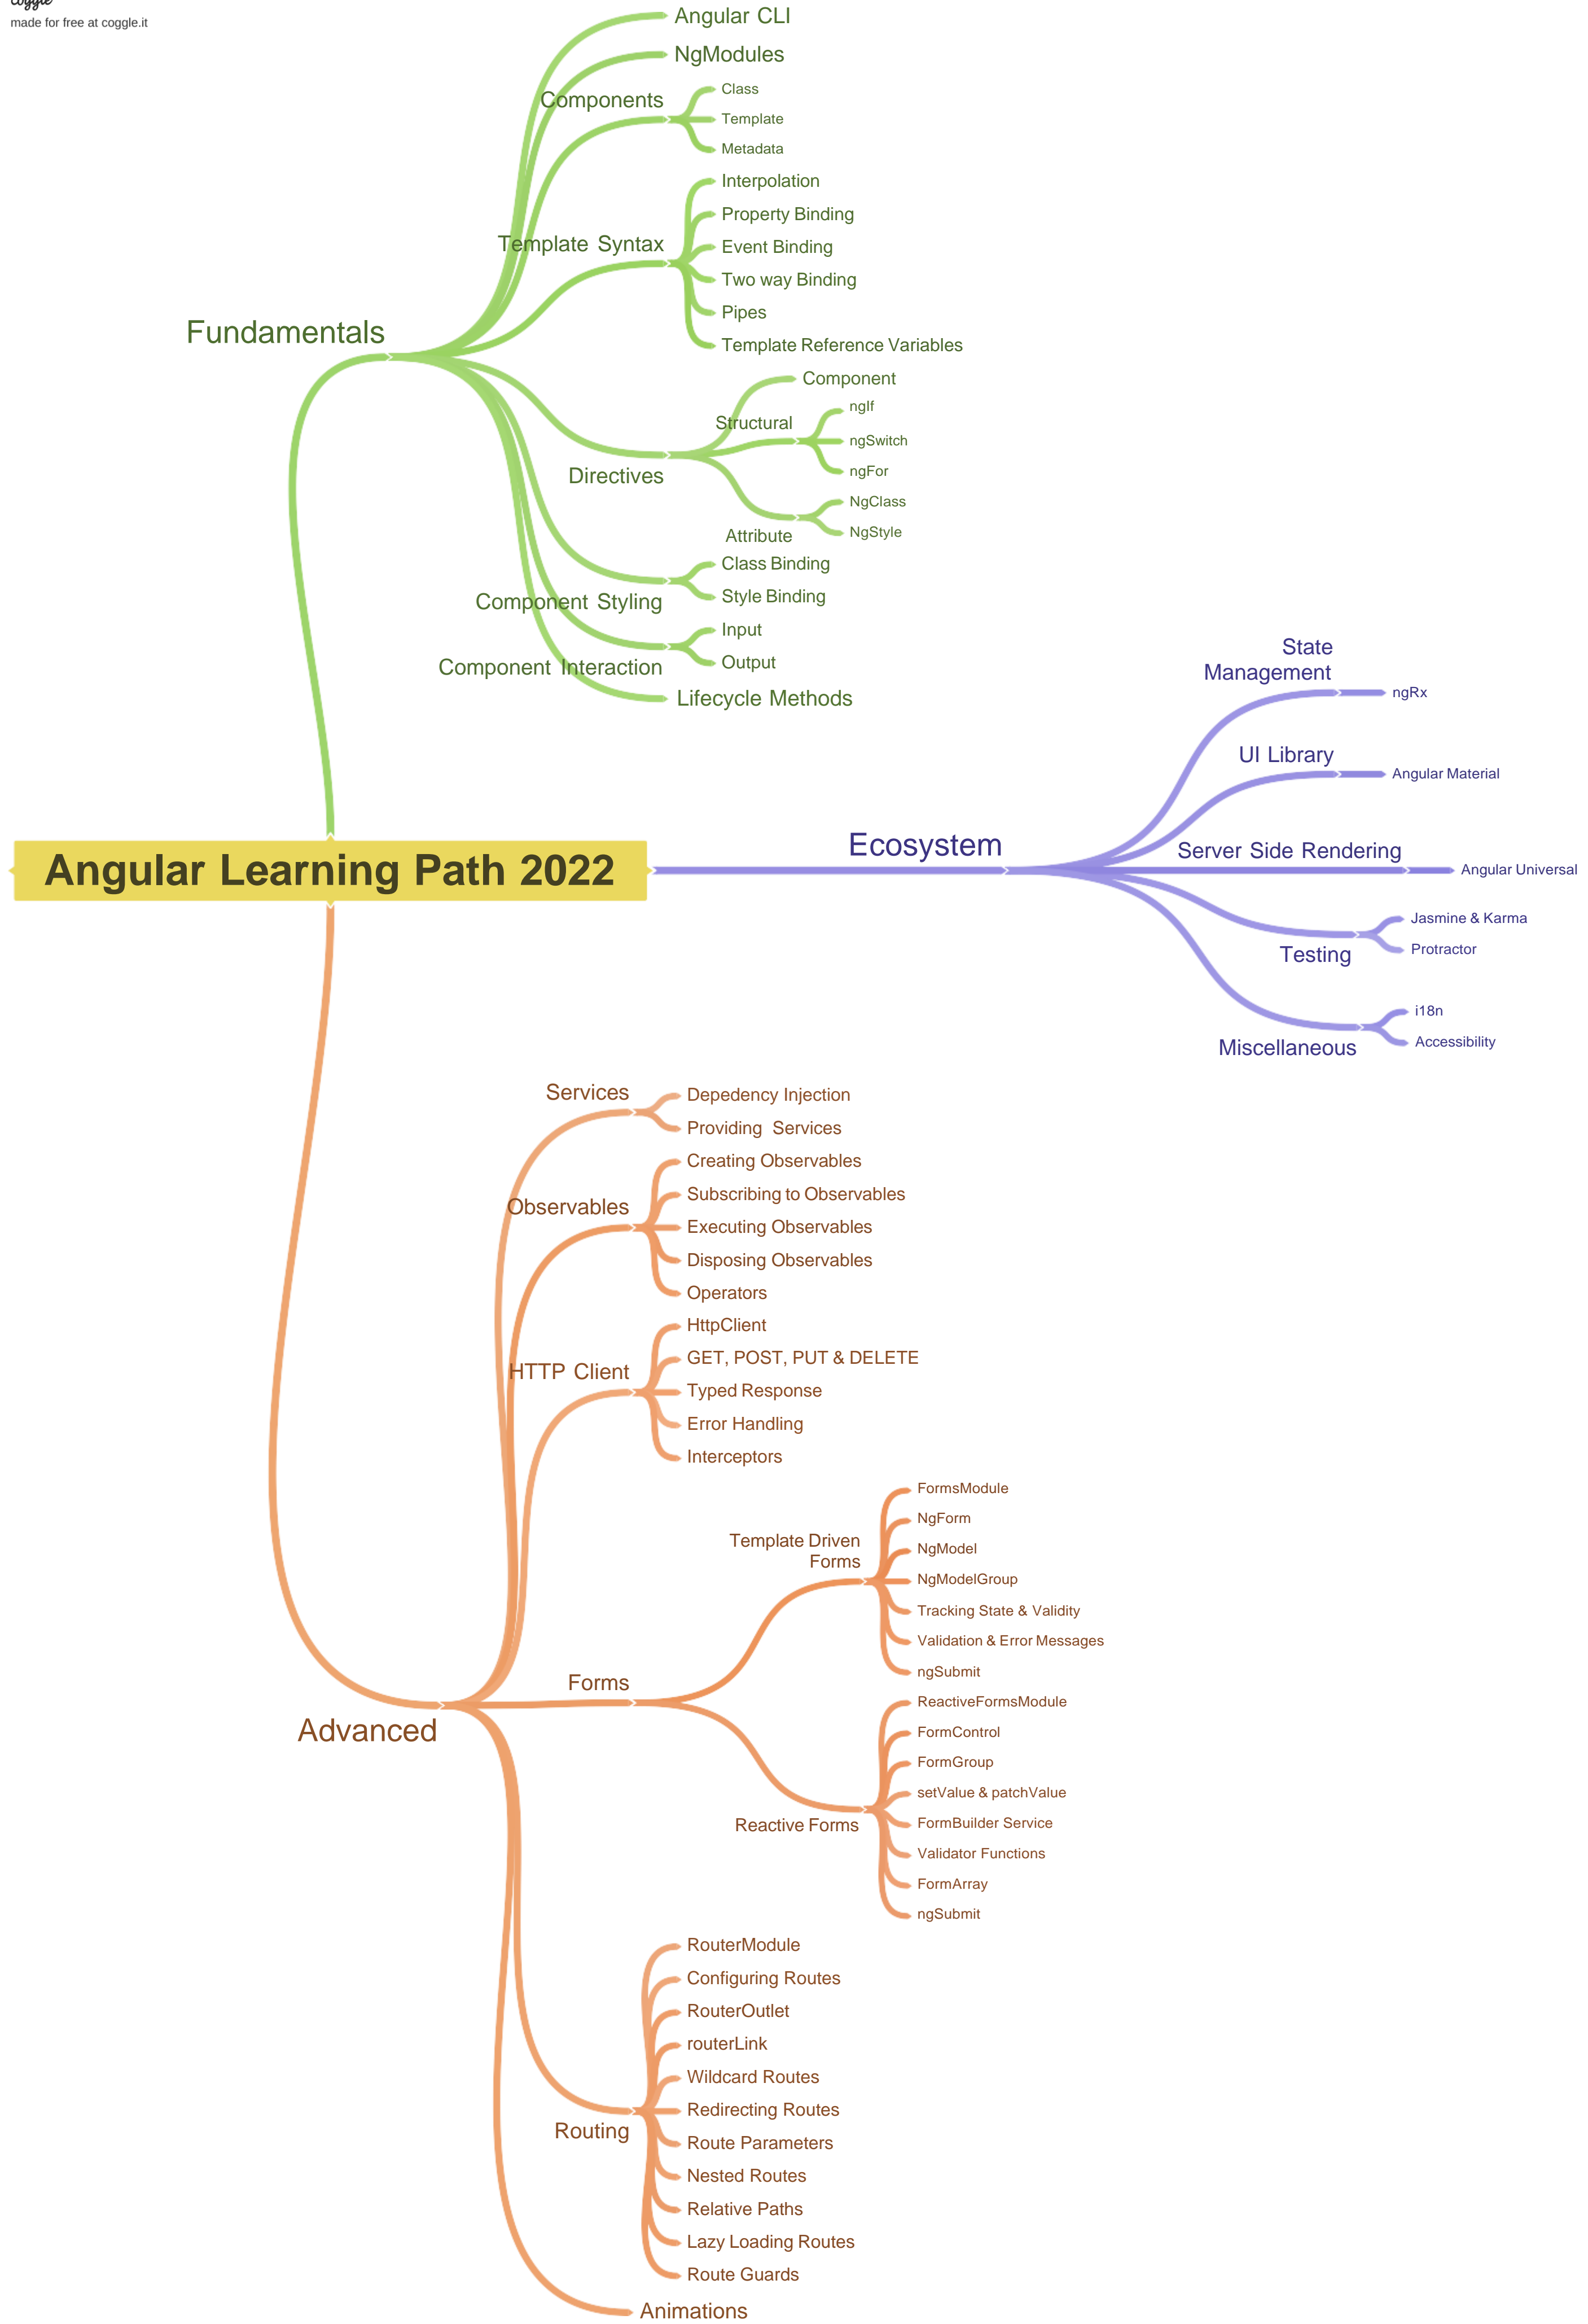 coggle
made for free at coggle.it
Angular CLI
NgModules
Components
Class
Template
Metadata
Template Syntax
Interpolation
Property Binding
Event Binding
Two way Binding
Pipes
Template Reference Variables
Fundamentals
Directives
Component
Structural
ngIf
ngSwitch
ngFor
Attribute
NgClass
NgStyle
Component Styling
Class Binding
Style Binding
Component Interaction
Input
Output
Lifecycle Methods
Angular Learning Path 2022
Ecosystem
State
Management
ngRx
UI Library
Angular Material
Server Side Rendering
Angular Universal
Testing
Jasmine & Karma
Protractor
Miscellaneous
i18n
Accessibility
Services
Depedency Injection
Providing  Services
Observables
Creating Observables
Subscribing to Observables
Executing Observables
Disposing Observables
Operators
HTTP Client
HttpClient
GET, POST, PUT & DELETE
Typed Response
Error Handling
Interceptors
Advanced
Forms
Template Driven
Forms
FormsModule
NgForm
NgModel
NgModelGroup
Tracking State & Validity
Validation & Error Messages
ngSubmit
Reactive Forms
ReactiveFormsModule
FormControl
FormGroup
setValue & patchValue
FormBuilder Service
Validator Functions
FormArray
ngSubmit
Routing
RouterModule
Configuring Routes
RouterOutlet
routerLink
Wildcard Routes
Redirecting Routes
Route Parameters
Nested Routes
Relative Paths
Lazy Loading Routes
Route Guards
Animations